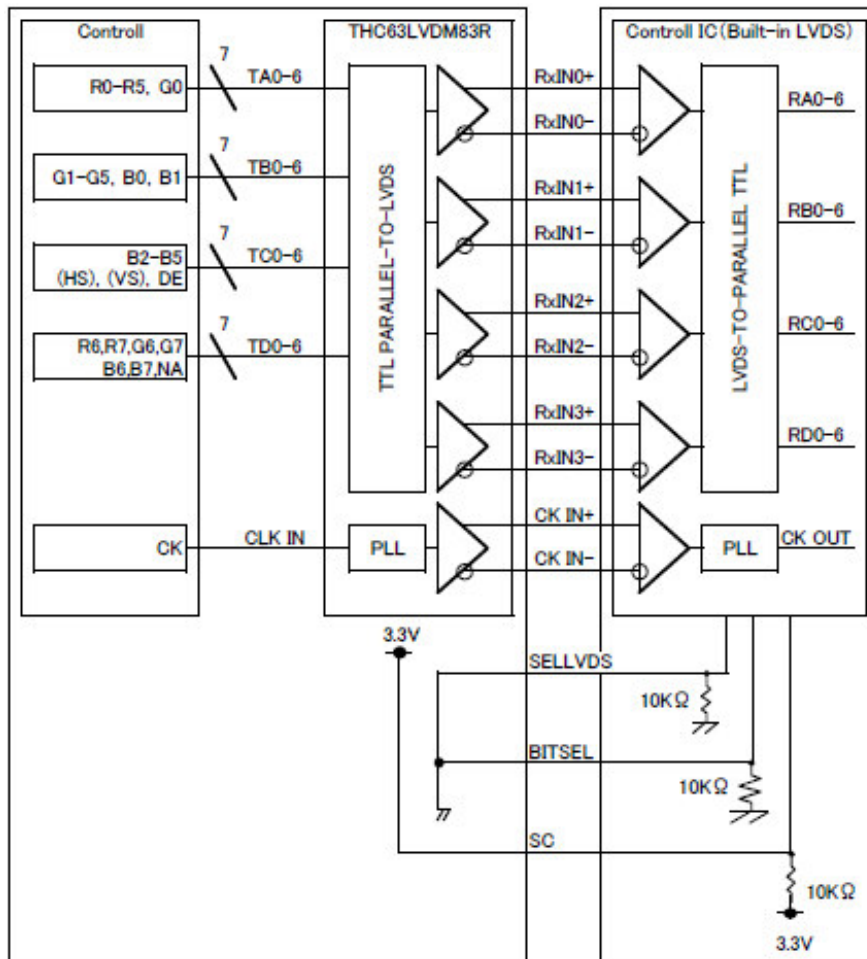 Controll
THC63LVDM83R
Controll IC(Built-in LVDS)
R0-R5, G0
7
TA0-6
RxIN0+
RxIN0-
RA0-6
G1-G5, B0, B1
7
TB0-6
RxIN1+
RxIN1-
RB0-6
B2-B5
(HS), (VS), DE
7
TC0-6
RxIN2+
RxIN2-
RC0-6
R6,R7,G6,G7
B6,B7,NA
7
TD0-6
RxIN3+
RxIN3-
RD0-6
TTL PARALLEL-TO-LVDS
LVDS-TO-PARALLEL TTL
CK
CLK IN
PLL
CK IN+
CK IN-
PLL
CK OUT
3.3V
SELLVDS
10KΩ
BITSEL
10KΩ
SC
10KΩ
3.3V